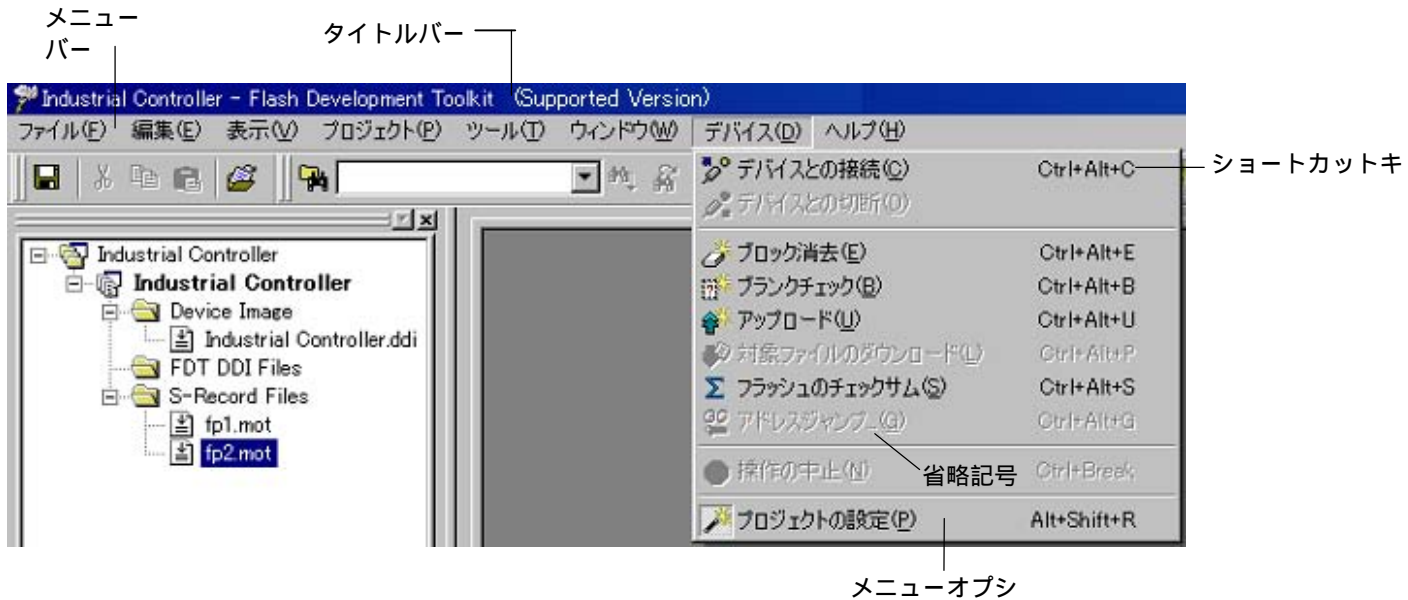 メニュー
バー
タイトルバー
Industrial Controller - Flash Development Toolkit (Supported Version)
ファイル(F) 編集(E) 表示(V) プロジェクト(P) ツール(T) ウィンドウ(W) デバイス(D) ヘルプ(H)
デバイスとの接続(C) Ctrl+Alt+C
ショートカットキ
デバイスとの切断(O)
ブロック消去(E) Ctrl+Alt+E
ブランクチェック(B) Ctrl+Alt+B
アップロード(U) Ctrl+Alt+U
対象ファイルのダウンロード(L) Ctrl+Alt+P
フラッシュのチェックサム(S) Ctrl+Alt+S
アドレスジャンプ...(G) Ctrl+Alt+G
操作の中止(N) Ctrl+Break
省略記号
プロジェクトの設定(P) Alt+Shift+R
メニューオプシ
Industrial Controller
Industrial Controller
Device Image
Industrial Controller.ddi
FDT DDI Files
S-Record Files
fp1.mot
fp2.mot